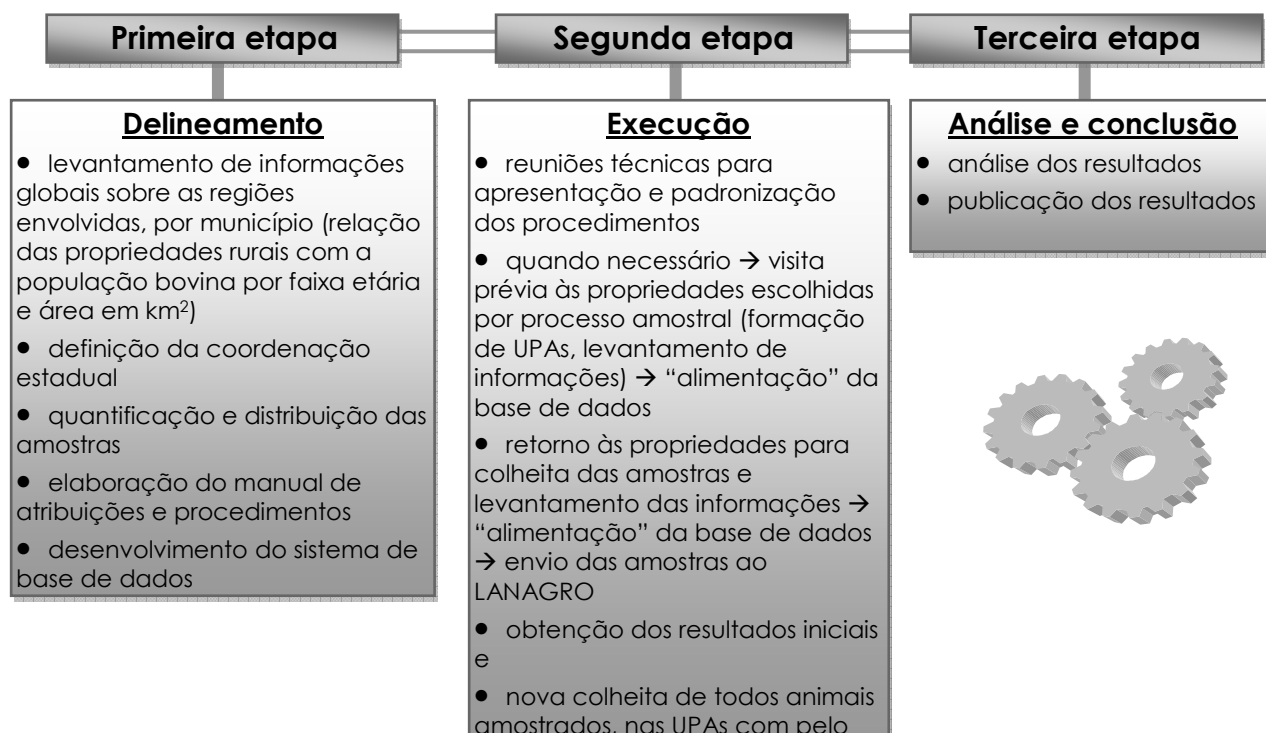 Primeira etapa
Segunda etapa
Terceira etapa
Delineamento
• levantamento de informações
globais sobre as regiões
envolvidas, por município (relação
das propriedades rurais com a
população bovina por faixa etária
e área em km²)
• definição da coordenação
estadual
• quantificação e distribuição das
amostras
• elaboração do manual de
atribuições e procedimentos
• desenvolvimento do sistema de
base de dados
Execução
• reuniões técnicas para
apresentação e padronização
dos procedimentos
• quando necessário → visita
prévia às propriedades escolhidas
por processo amostral (formação
de UPAs, levantamento de
informações) → “alimentação” da
base de dados
• retorno às propriedades para
colheita das amostras e
levantamento das informações →
“alimentação” da base de dados
→ envio das amostras ao
LANAGRO
• obtenção dos resultados iniciais
e
• nova colheita de todos animais
amostrados, nas UPAs com pelo
Análise e conclusão
• análise dos resultados
• publicação dos resultados